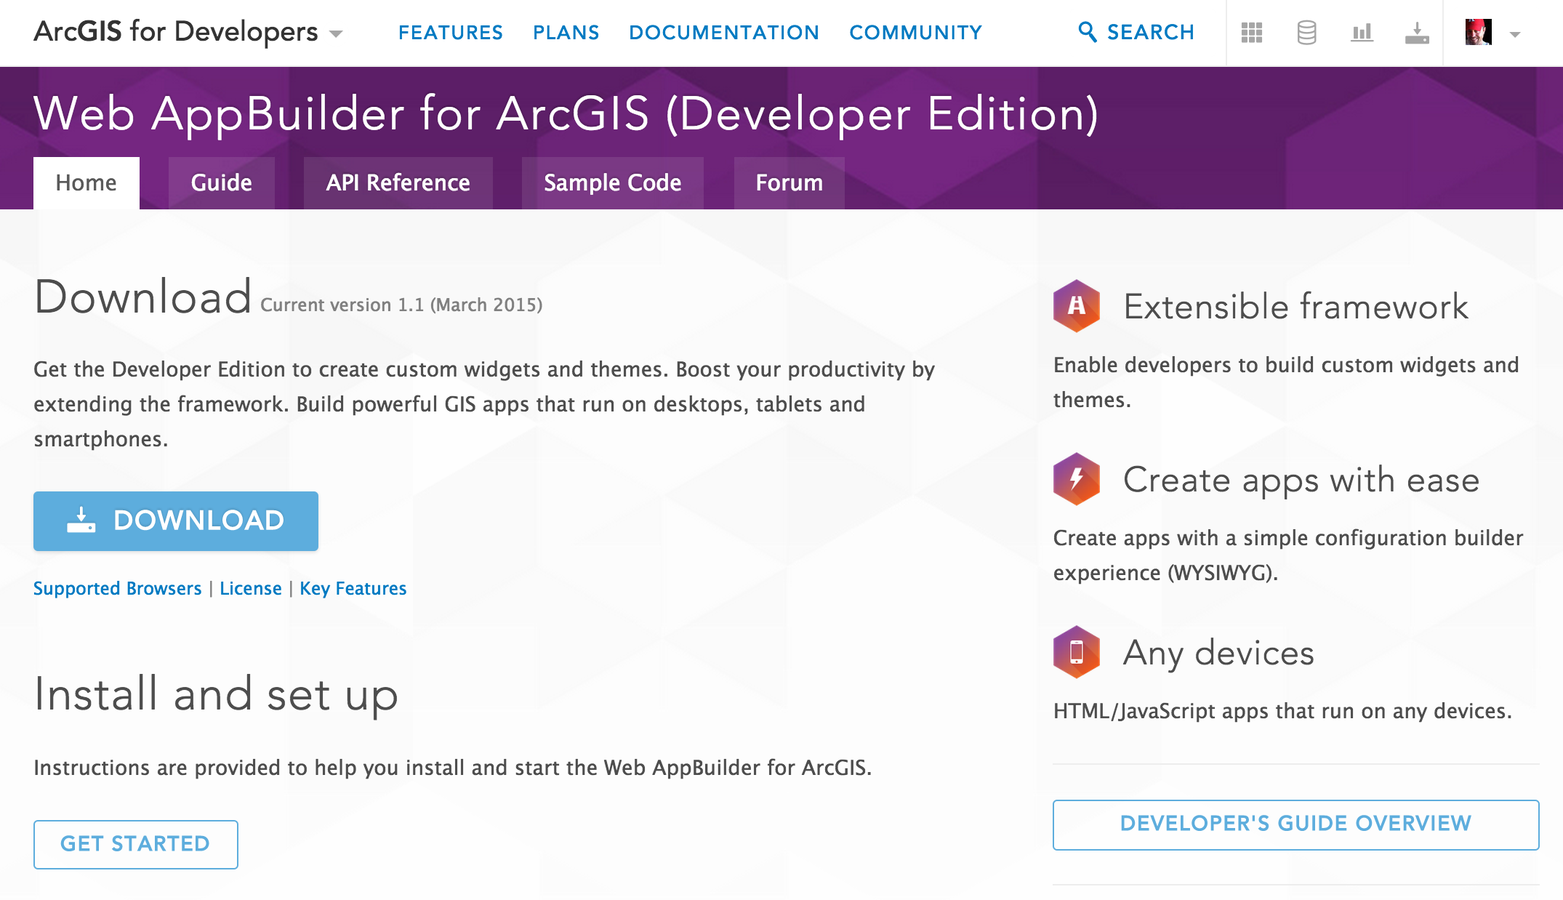 ArcGIS for Developers
FEATURES PLANS DOCUMENTATION COMMUNITY
SEARCH
Web AppBuilder for ArcGIS (Developer Edition)
Home Guide API Reference Sample Code Forum
Download Current version 1.1 (March 2015)
Get the Developer Edition to create custom widgets and themes. Boost your productivity by
extending the framework. Build powerful GIS apps that run on desktops, tablets and
smartphones.
DOWNLOAD
Supported Browsers | License | Key Features
Install and set up
Instructions are provided to help you install and start the Web AppBuilder for ArcGIS.
GET STARTED
Extensible framework
Enable developers to build custom widgets and
themes.
Create apps with ease
Create apps with a simple configuration builder
experience (WYSIWYG).
Any devices
HTML/JavaScript apps that run on any devices.
DEVELOPER'S GUIDE OVERVIEW